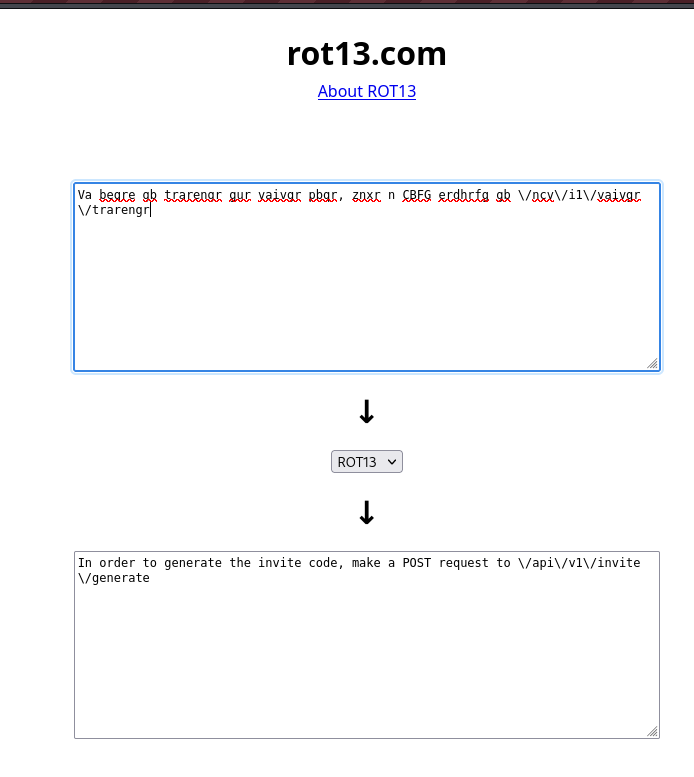 rot13.com
About ROT13
Va beqre gb trarengr gur vaivgr pbqr, znxr n CBFG erdhrfg gb \/ncv\/i1\/vaivgr
\/trarengr
↓
ROT13
↓
In order to generate the invite code, make a POST request to \/api\/v1\/invite
\/generate